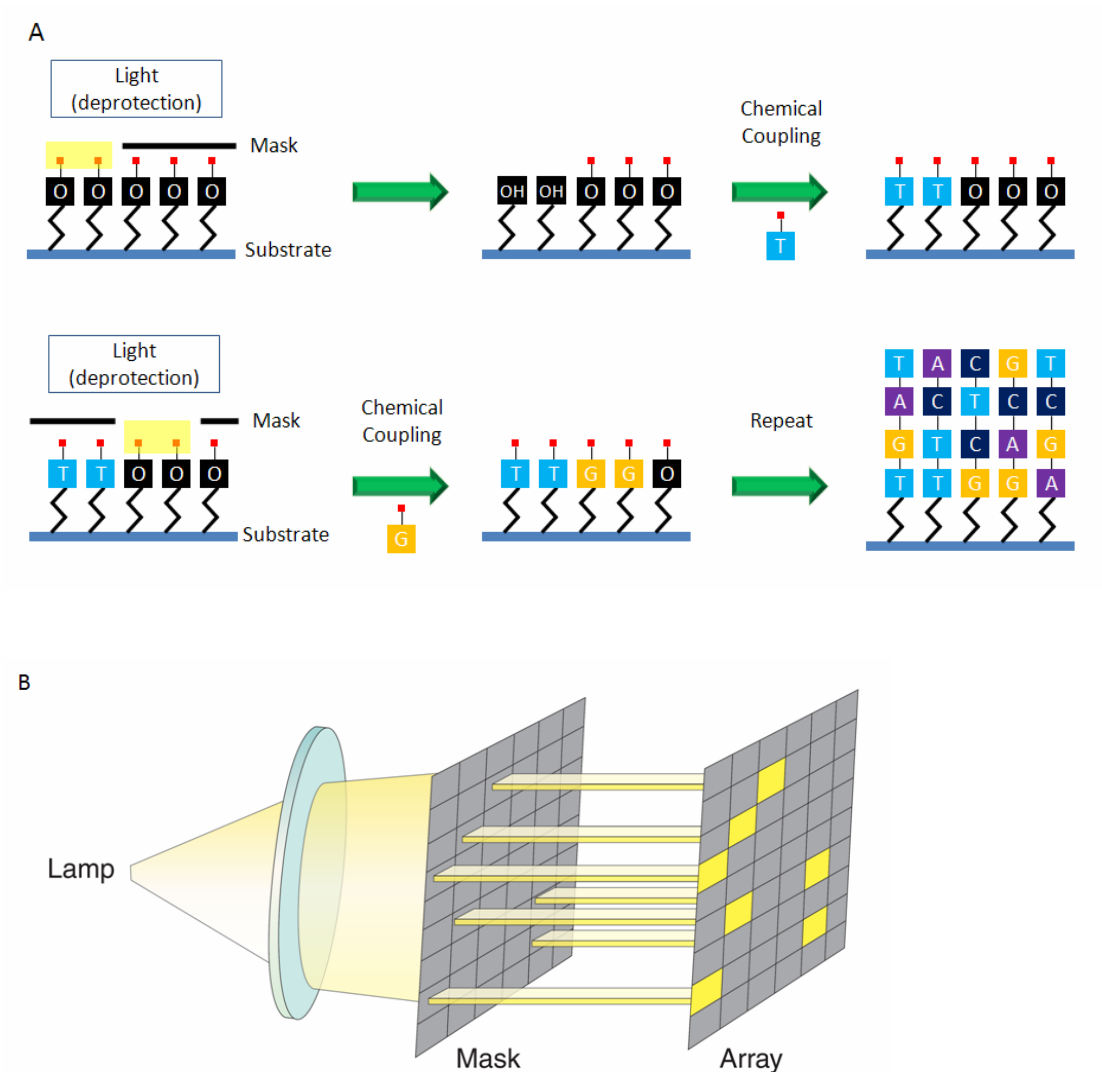 A
Light
(deprotection)
Mask
O O O O O
Substrate
OH OH O O O
Chemical
Coupling
T
T T O O O
Light
(deprotection)
Mask
T T O O O
Substrate
Chemical
Coupling
G
T T G G O
Repeat
T A C G T
A C T C C
G T C A G
T T G G A
B
Lamp
Mask
Array